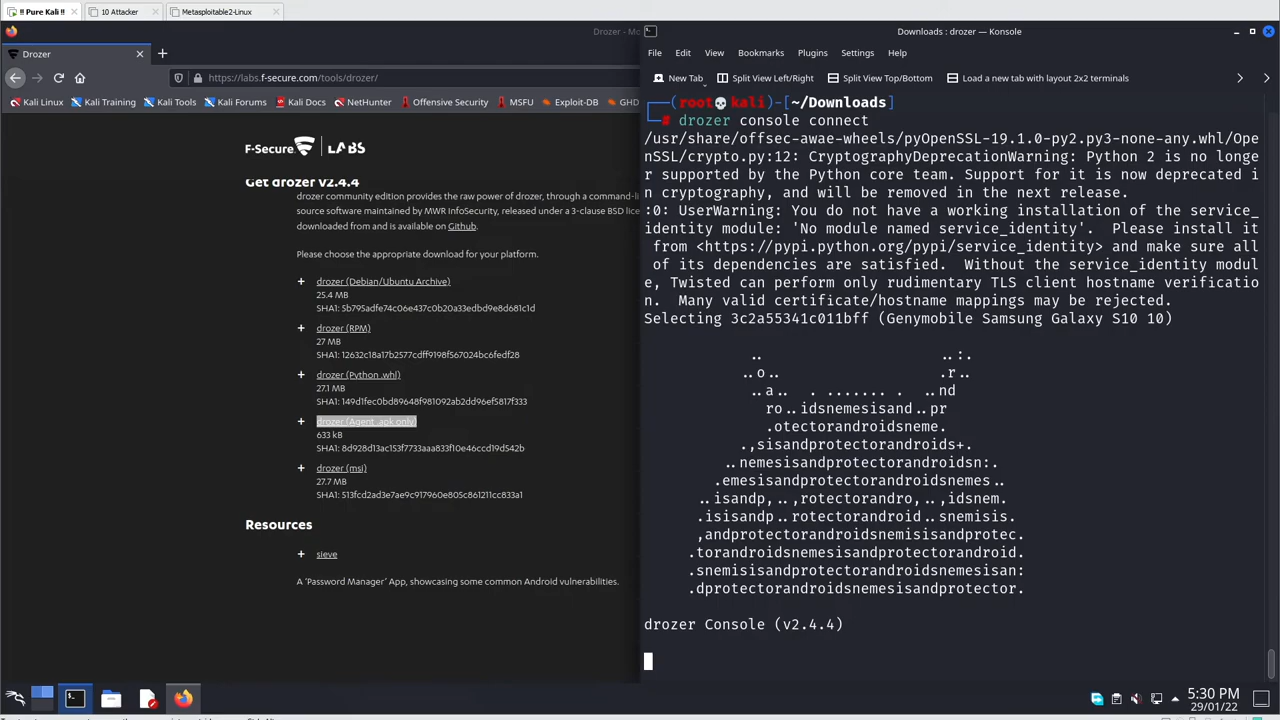 !! Pure Kali !!
10 Attacker
Metasploitable2-Linux
Drozer
Drozer - Mo
https://labs.f-secure.com/tools/drozer/
Kali Linux
Kali Training
Kali Tools
Kali Forums
Kali Docs
NetHunter
Offensive Security
MSFU
Exploit-DB
GHD
F-Secure
LABS
Get drozer v2.4.4
drozer community edition provides the raw power of drozer, through a command-li
source software maintained by MWR InfoSecurity, released under a 3-clause BSD lice
downloaded from and is available on Github.
Please choose the appropriate download for your platform.
+ drozer (Debian/Ubuntu Archive)
25.4 MB
SHA1: 5b795adfe74c06e437c0b20a33edbd9e8d681c1d
+ drozer (RPM)
27 MB
SHA1: 12632c18a17b2577cdff9198f567024bc6fedf28
+ drozer (Python .whl)
27.1 MB
SHA1: 149d1fec0bd89648f981092ab2dd96ef5817f333
+ drozer (Agent .apk only)
633 kB
SHA1: 8d928d13ac153f7733aaa833f10e46ccd19d542b
+ drozer (msi)
27.7 MB
SHA1: 513fcd2ad3e7ae9c917960e805c861211cc833a1
Resources
+ sieve
A 'Password Manager' App, showcasing some common Android vulnerabilities.
Downloads : drozer — Konsole
File Edit View Bookmarks Plugins Settings Help
New Tab
Split View Left/Right
Split View Top/Bottom
Load a new tab with layout 2x2 terminals
┌──(root💀kali)-[~/Downloads]
└─# drozer console connect
/usr/share/offsec-awae-wheels/pyOpenSSL-19.1.0-py2.py3-none-any.whl/Ope
nSSL/crypto.py:12: CryptographyDeprecationWarning: Python 2 is no longe
r supported by the Python core team. Support for it is now deprecated i
n cryptography, and will be removed in the next release.
:0: UserWarning: You do not have a working installation of the service_
identity module: 'No module named service_identity'.  Please install it
from <https://pypi.python.org/pypi/service_identity> and make sure all
of its dependencies are satisfied.  Without the service_identity modul
e, Twisted can perform only rudimentary TLS client hostname verificatio
n.  Many valid certificate/hostname mappings may be rejected.
Selecting 3c2a55341c011bff (Genymobile Samsung Galaxy S10 10)
..                    ..:.
..o..                    .r..
..a..  . ....... .  ..nd
ro..idsnemesisand..pr
.otectorandroidsneme.
.,sisandprotectorandroids+.
..nemesisandprotectorandroidsn:.
.emesisandprotectorandroidsnemes..
..isandp,..,rotectorandro,..,idsnem.
.isisandp..rotectorandroid..snemisis.
,andprotectorandroidsnemisisandprotec.
.torandroidsnemesisandprotectorandroid.
.snemisisandprotectorandroidsnemesisan:
.dprotectorandroidsnemesisandprotector.
drozer Console (v2.4.4)
5:30 PM
29/01/22